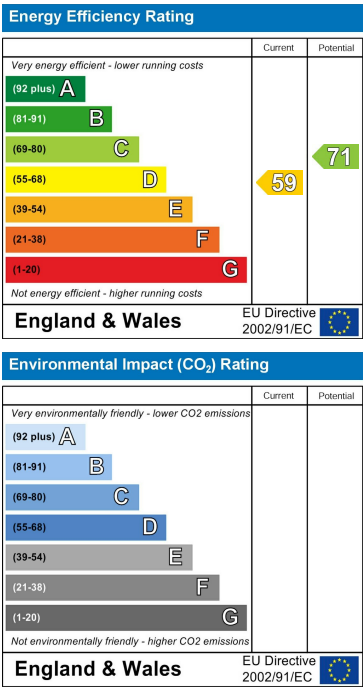 Energy Efficiency Rating
Current Potential
Very energy efficient - lower running costs
(92 plus) A
(81-91) B
(69-80) C
(55-68) D
(39-54) E
(21-38) F
(1-20) G
59
71
Not energy efficient - higher running costs
England & Wales
EU Directive
2002/91/EC
Environmental Impact (CO₂) Rating
Current Potential
Very environmentally friendly - lower CO2 emissions
(92 plus) A
(81-91) B
(69-80) C
(55-68) D
(39-54) E
(21-38) F
(1-20) G
Not environmentally friendly - higher CO2 emissions
England & Wales
EU Directive
2002/91/EC